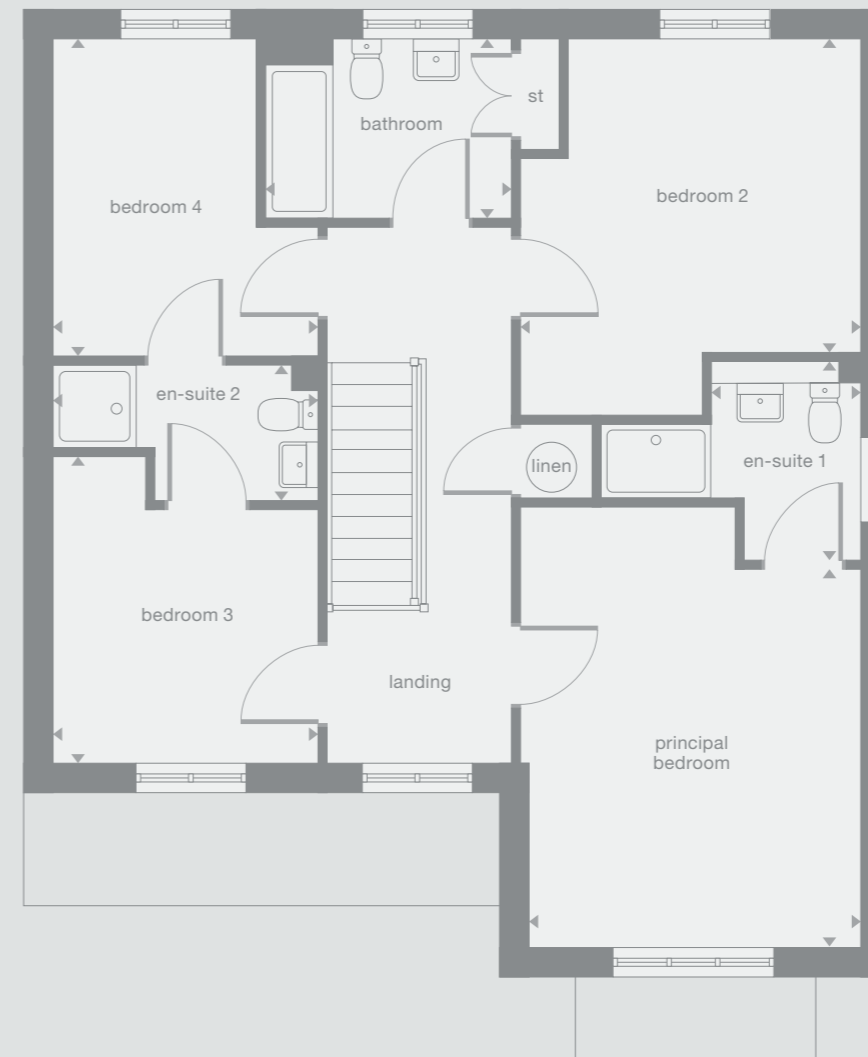 bathroom
st
bedroom 4
bedroom 2
en-suite 2
linen
en-suite 1
bedroom 3
landing
principal
bedroom